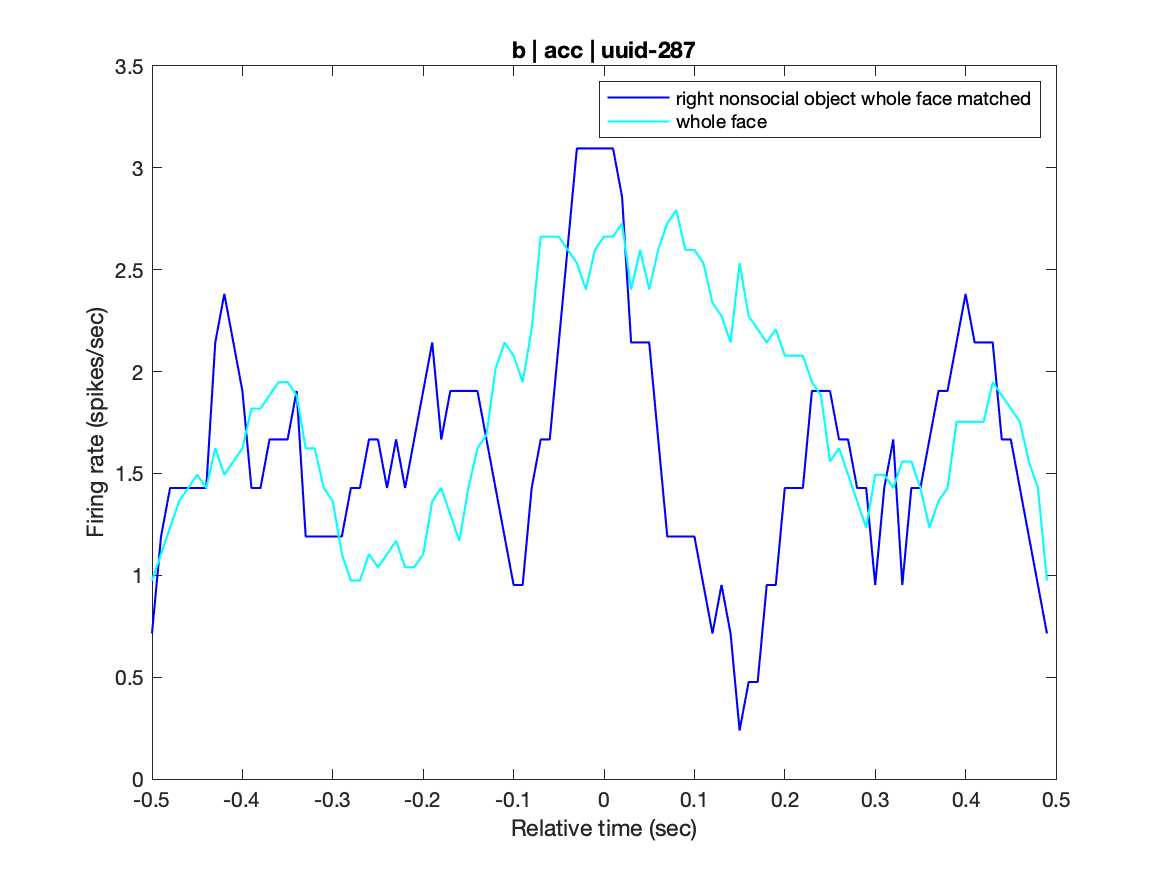 b | acc | uuid-287
right nonsocial object whole face matched
whole face
3.5
3
2.5
2
1.5
1
0.5
0
Firing rate (spikes/sec)
-0.5 -0.4 -0.3 -0.2 -0.1 0 0.1 0.2 0.3 0.4 0.5
Relative time (sec)